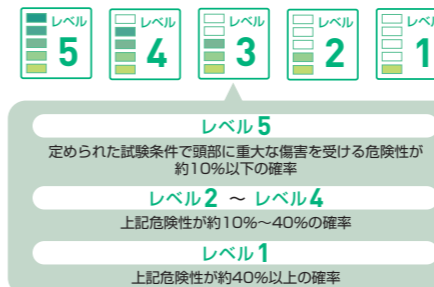 レベル 5
レベル 4
レベル 3
レベル 2
レベル 1
レベル 5
定められた試験条件で頭部に重大な傷害を受ける危険性が
約10%以下の確率
レベル 2 ～ レベル 4
上記危険性が約10%～40%の確率
レベル 1
上記危険性が約40%以上の確率